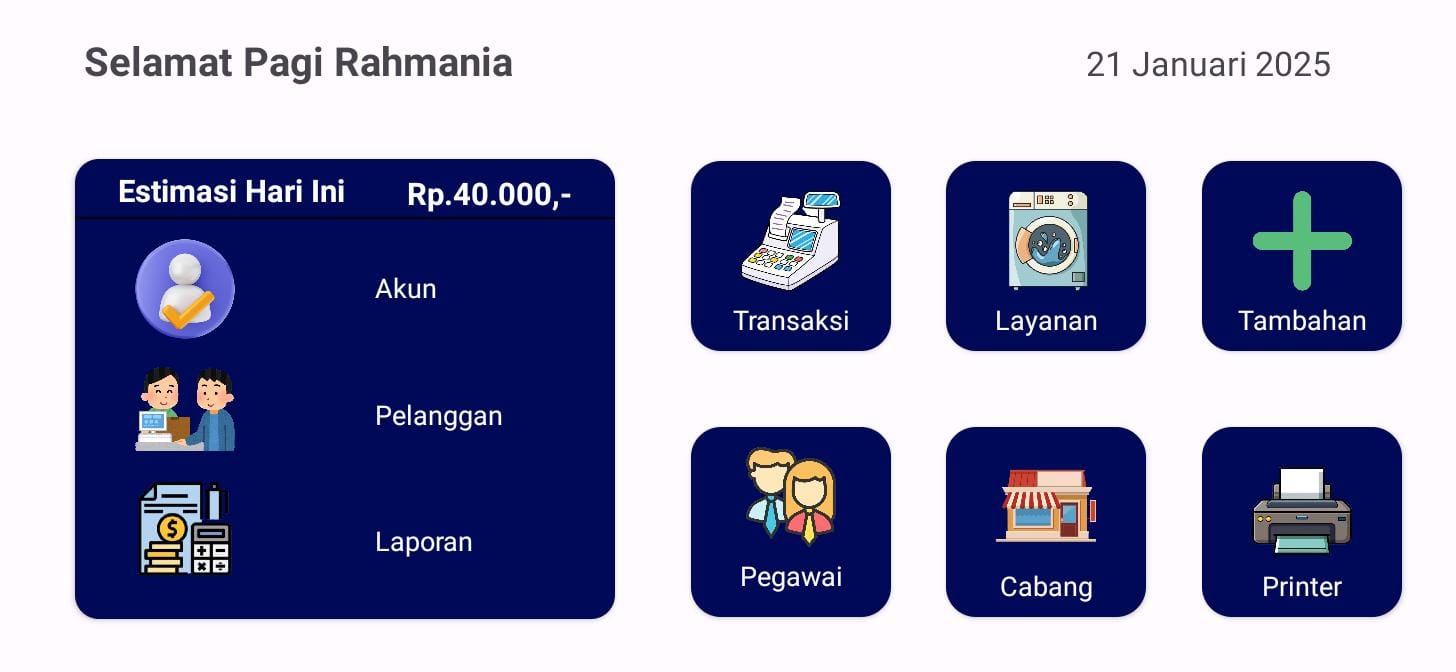 Selamat Pagi Rahmania
21 Januari 2025
Estimasi Hari Ini Rp.40.000,-
Akun
Pelanggan
Laporan
Transaksi
Layanan
Tambahan
Pegawai
Cabang
Printer